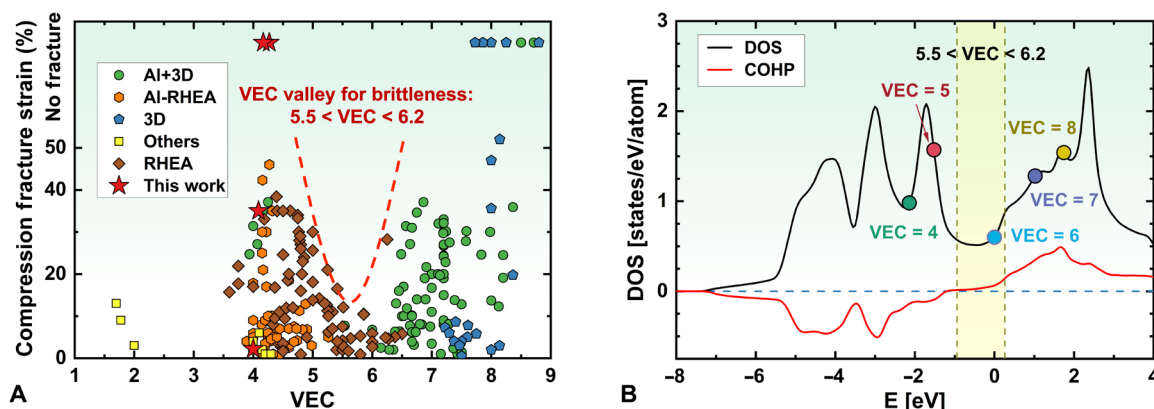 Compression fracture strain (%)
No fracture
50
40
30
20
10
0
1
2
3
4
5
6
7
8
9
VEC
A
Al+3D
Al-RHEA
3D
Others
RHEA
This work
VEC valley for brittleness:
5.5 < VEC < 6.2
DOS [states/eV/atom]
3
2
1
0
−8
−6
−4
−2
0
2
4
E [eV]
B
DOS
COHP
5.5 < VEC < 6.2
VEC = 5
VEC = 8
VEC = 7
VEC = 4
VEC = 6